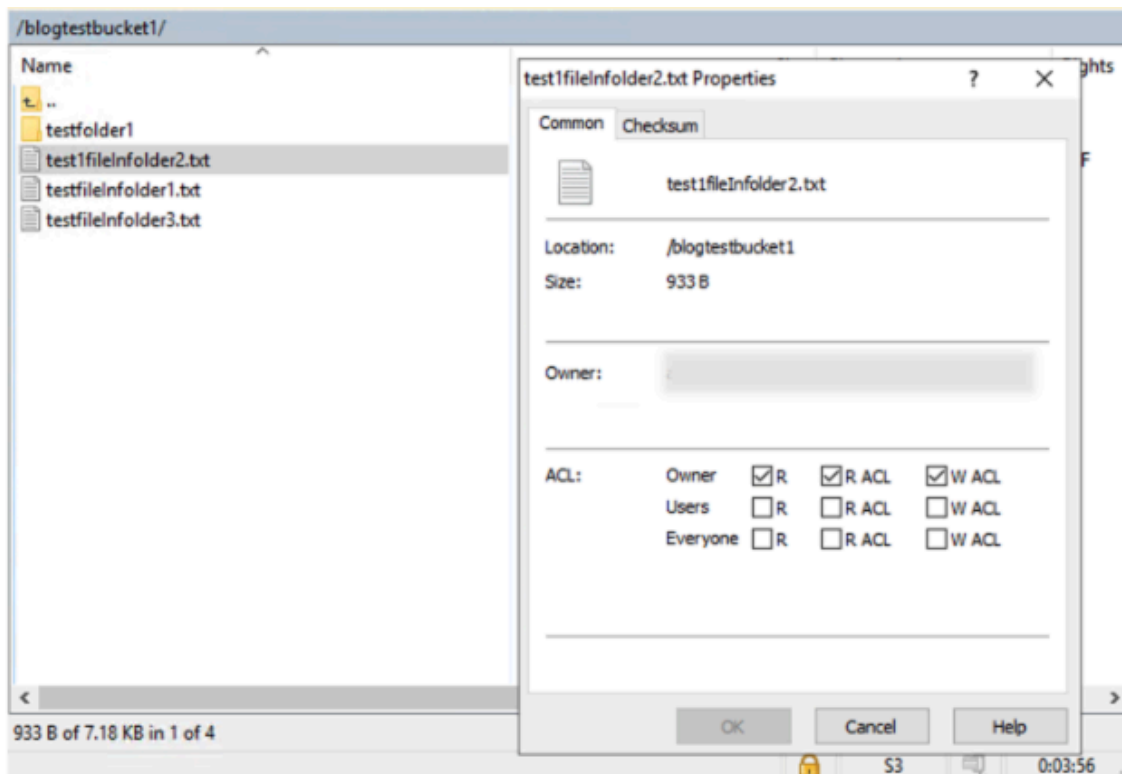 /blogtestbucket1/
Name
..
testfolder1
test1fileInfolder2.txt
testfileInfolder1.txt
testfileInfolder3.txt
933 B of 7.18 KB in 1 of 4
ghts
F
test1fileInfolder2.txt Properties ? ×
Common Checksum
test1fileInfolder2.txt
Location: /blogtestbucket1
Size: 933 B
Owner:
ACL: Owner R R ACL W ACL
Users R R ACL W ACL
Everyone R R ACL W ACL
OK Cancel Help
S3 0:03:56